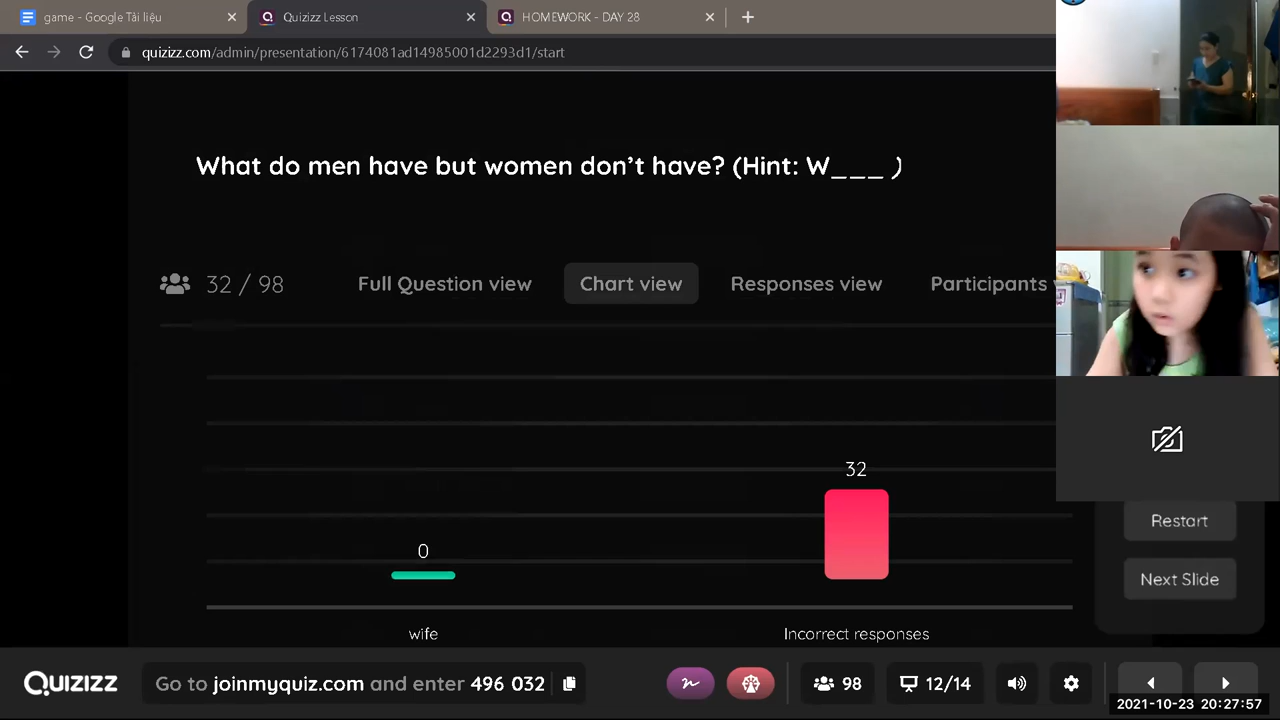 game - Google Tài liệu
Quizizz Lesson
HOMEWORK - DAY 28
quizizz.com/admin/presentation/6174081ad14985001d2293d1/start
What do men have but women don't have? (Hint: W___ )
32 / 98
Full Question view
Chart view
Responses view
Participants
32
0
wife
Incorrect responses
Restart
Next Slide
QUIZIZZ
Go to joinmyquiz.com and enter 496 032
98
12/14
2021-10-23 20:27:57